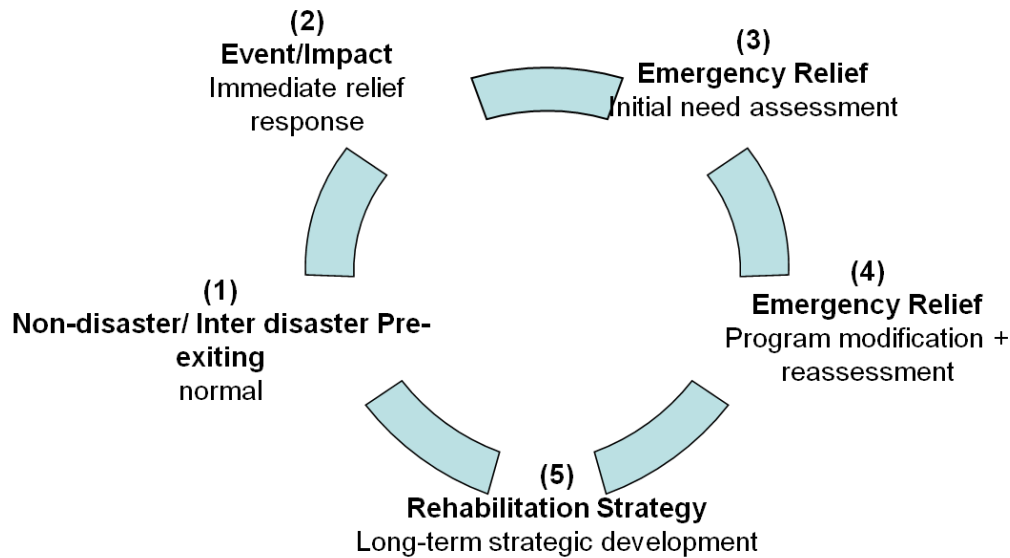 (2)
Event/Impact
Immediate relief
response
(3)
Emergency Relief
Initial need assessment
(4)
Emergency Relief
Program modification +
reassessment
(5)
Rehabilitation Strategy
Long-term strategic development
(1)
Non-disaster/ Inter disaster Pre-
exiting
normal